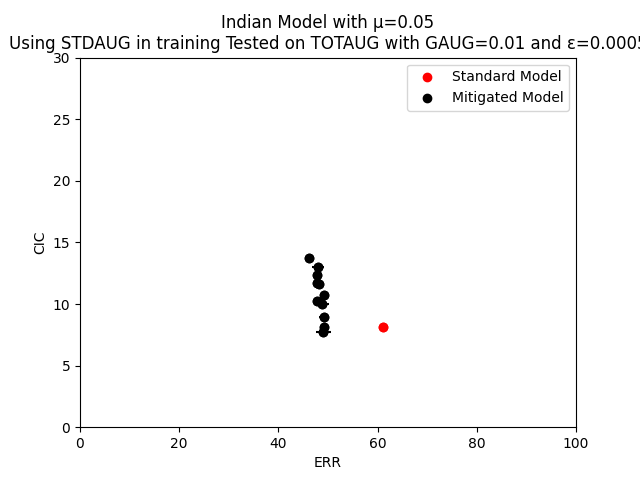 Indian Model with μ=0.05
Using STDAUG in training Tested on TOTAUG with GAUG=0.01 and ε=0.0005
Standard Model
Mitigated Model
30
25
20
15
10
5
0
CIC
0 20 40 60 80 100
ERR